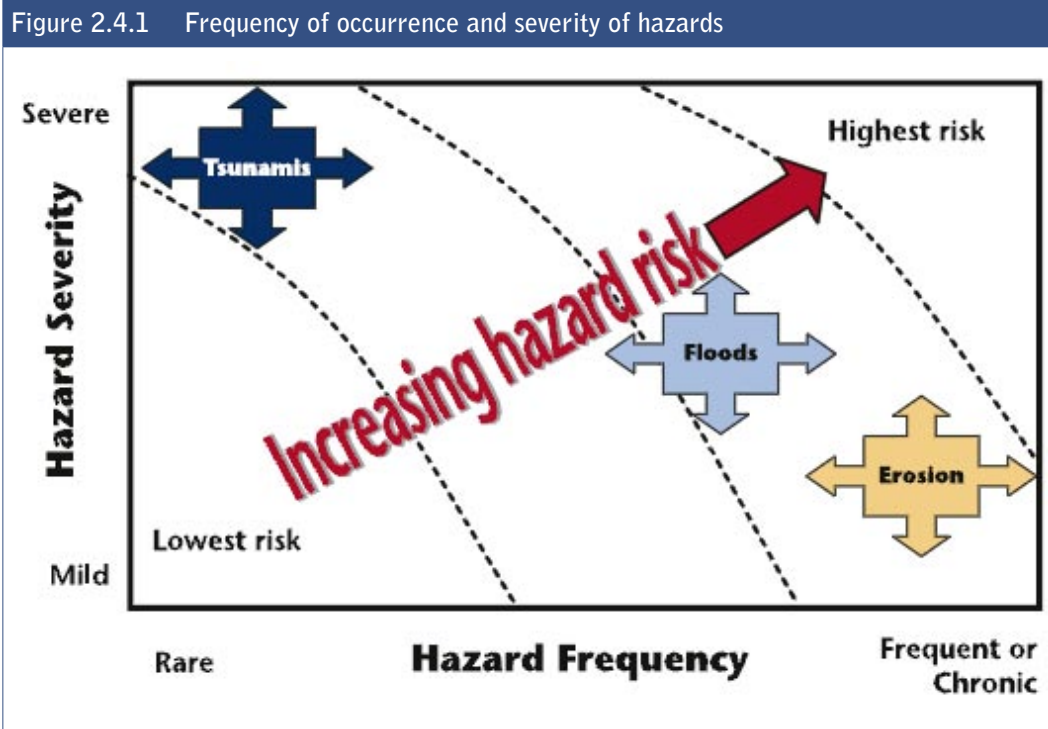 Figure 2.4.1 Frequency of occurrence and severity of hazards
Severe
Tsunamis
Highest risk
Hazard Severity
Increasing hazard risk
Floods
Erosion
Lowest risk
Mild
Rare
Hazard Frequency
Frequent or
Chronic